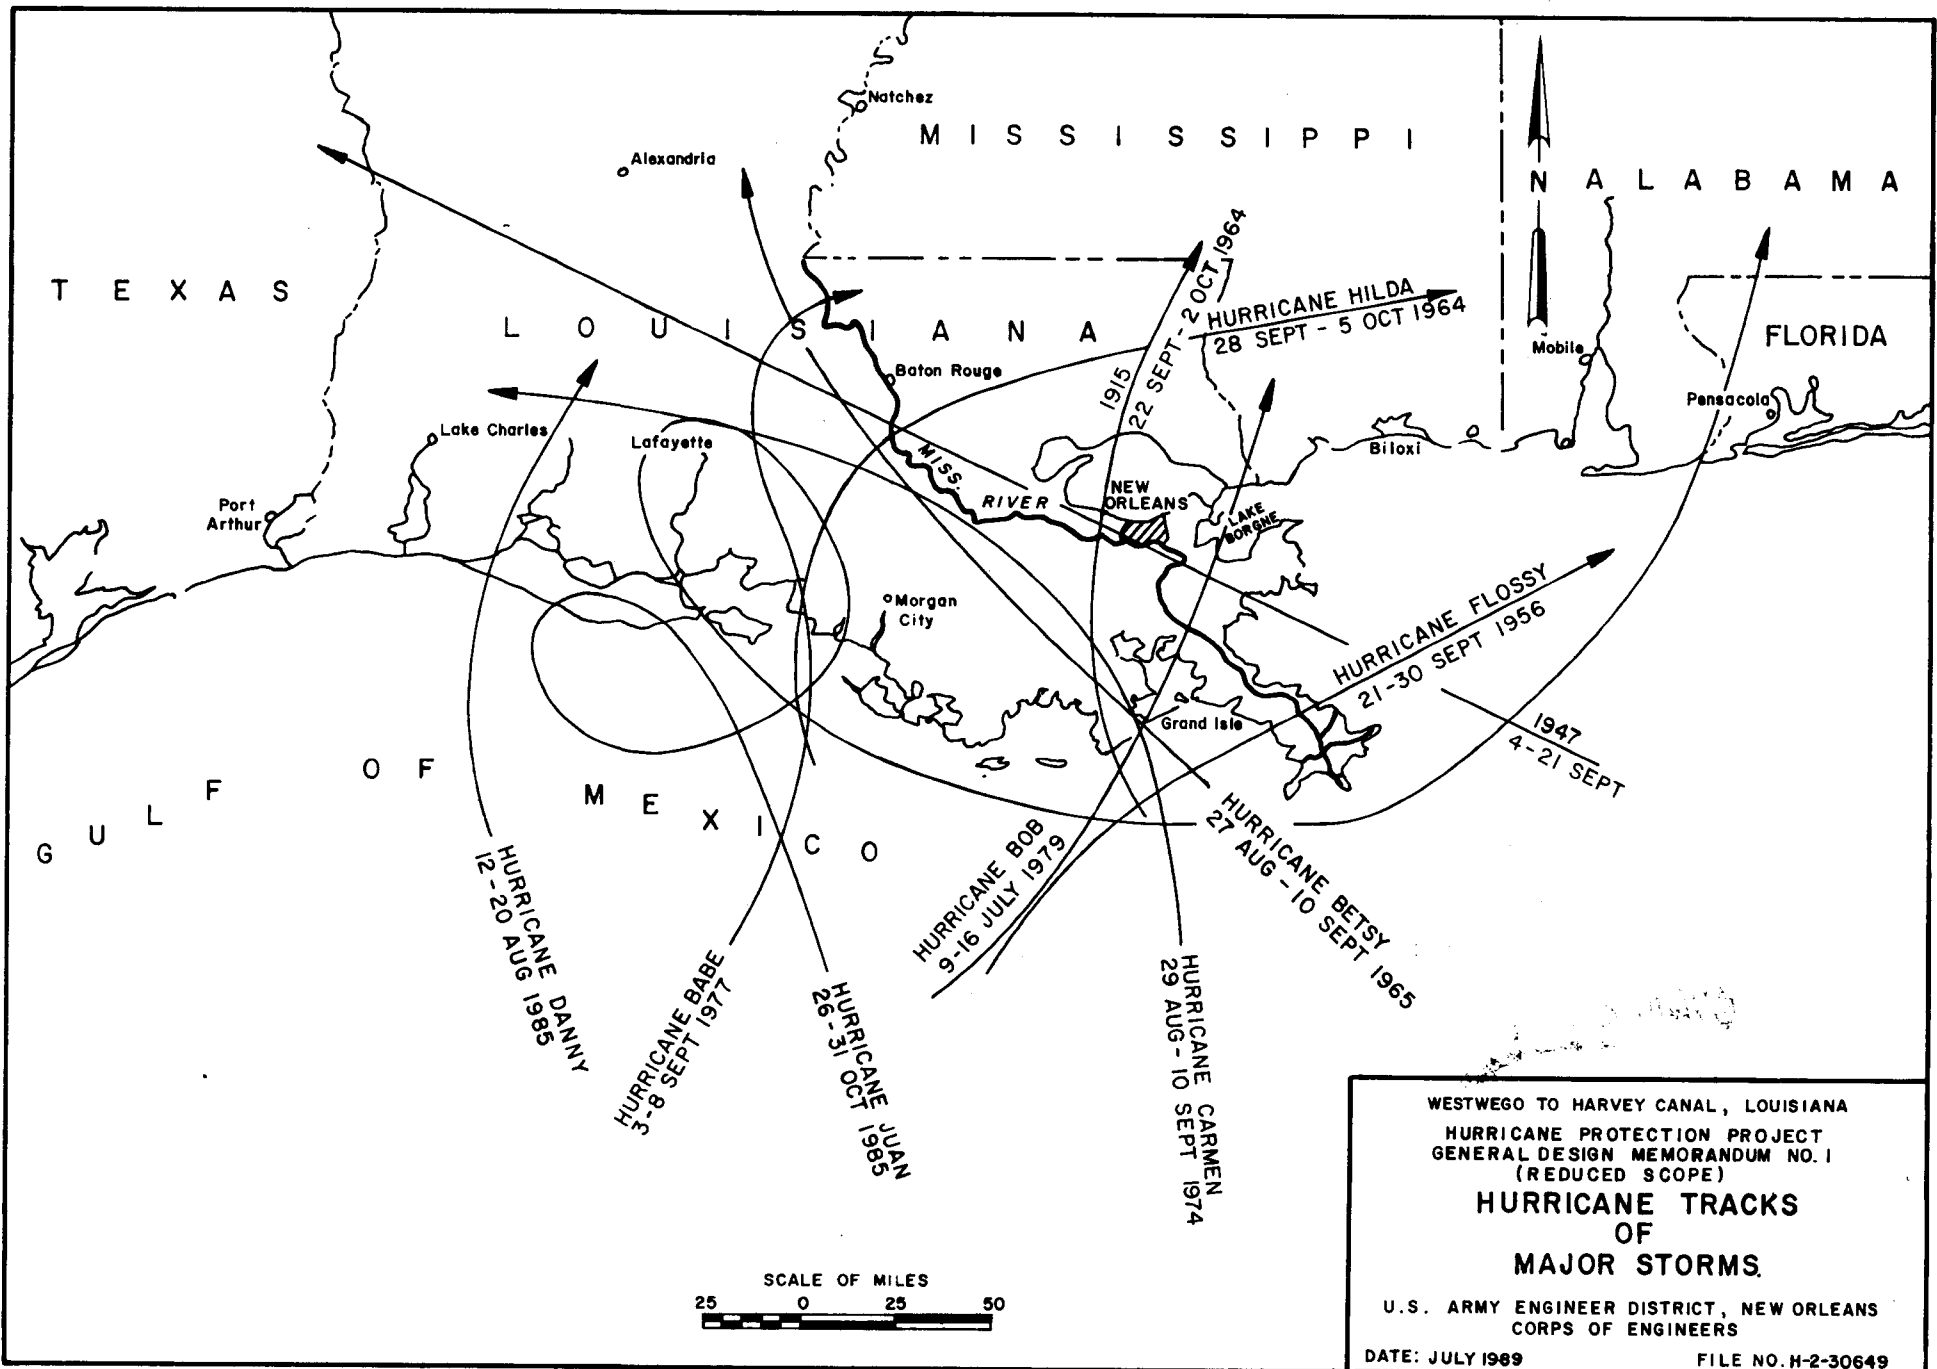 Natchez
MISSISSIPPI
Alexandria
N
ALABAMA
TEXAS
LOUISIANA
1915
22 SEPT - 2 OCT 1964
HURRICANE HILDA
28 SEPT - 5 OCT 1964
Mobile
FLORIDA
Baton Rouge
Pensacola
Lake Charles
Lafayette
Biloxi
MISS.
RIVER
NEW
ORLEANS
LAKE
BORGNE
Port
Arthur
Morgan
City
HURRICANE FLOSSY
21-30 SEPT 1956
Grand Isle
1947
4-21 SEPT
GULF OF MEXICO
HURRICANE DANNY
12-20 AUG 1985
HURRICANE BABE
3-8 SEPT 1977
HURRICANE JUAN
26-31 OCT 1985
HURRICANE BOB
9-16 JULY 1979
HURRICANE CARMEN
29 AUG-10 SEPT 1974
HURRICANE BETSY
27 AUG - 10 SEPT 1965
SCALE OF MILES
25 0 25 50
WESTWEGO TO HARVEY CANAL, LOUISIANA
HURRICANE PROTECTION PROJECT
GENERAL DESIGN MEMORANDUM NO. 1
(REDUCED SCOPE)
HURRICANE TRACKS
OF
MAJOR STORMS.
U.S. ARMY ENGINEER DISTRICT, NEW ORLEANS
CORPS OF ENGINEERS
DATE: JULY 1989 FILE NO. H-2-30649